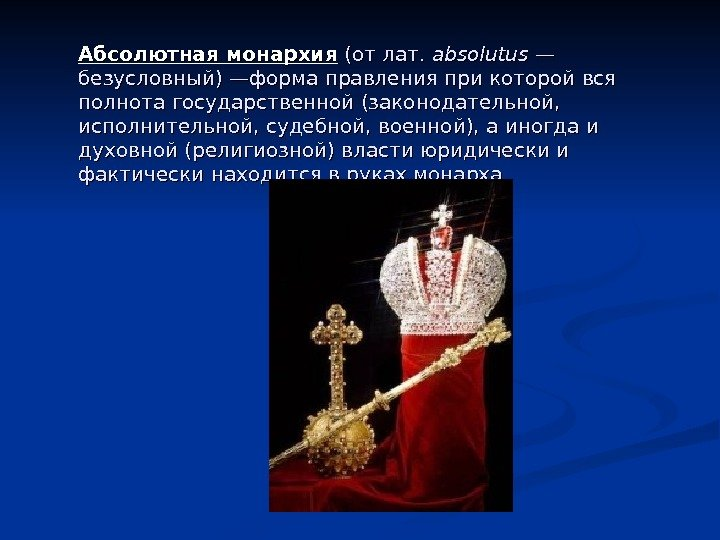 Абсолютная монархия (от лат. absolutus —
безусловный) —форма правления при которой вся
полнота государственной (законодательной,
исполнительной, судебной, военной), а иногда и
духовной (религиозной) власти юридически и
фактически находится в руках монарха